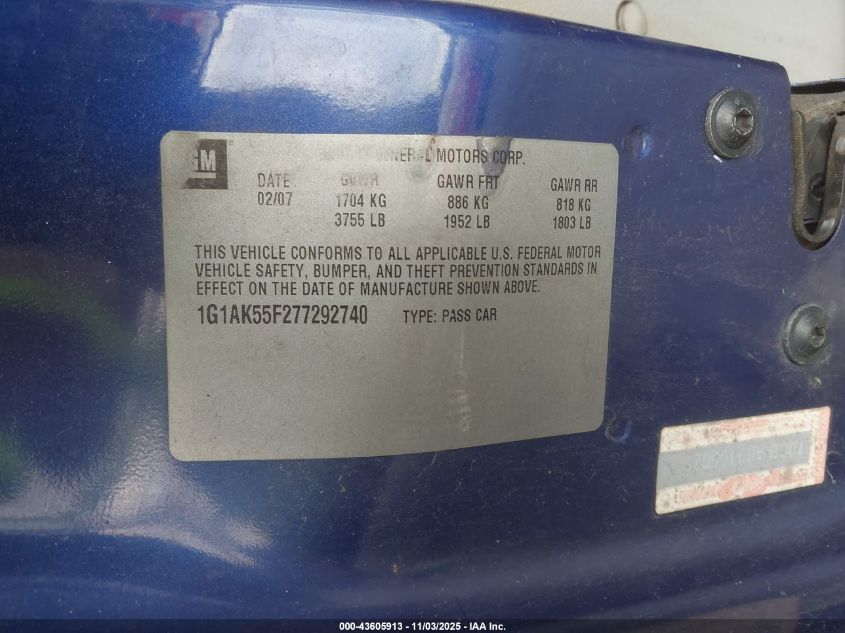 GM
GENERAL MOTORS CORP.
DATE GVWR GAWR FRT GAWR RR
02/07 1704 KG 886 KG 818 KG
3755 LB 1952 LB 1803 LB
THIS VEHICLE CONFORMS TO ALL APPLICABLE U.S. FEDERAL MOTOR
VEHICLE SAFETY, BUMPER, AND THEFT PREVENTION STANDARDS IN
EFFECT ON THE DATE OF MANUFACTURE SHOWN ABOVE.
1G1AK55F277292740 TYPE: PASS CAR
000-43605913 - 11/03/2025 - IAA Inc.